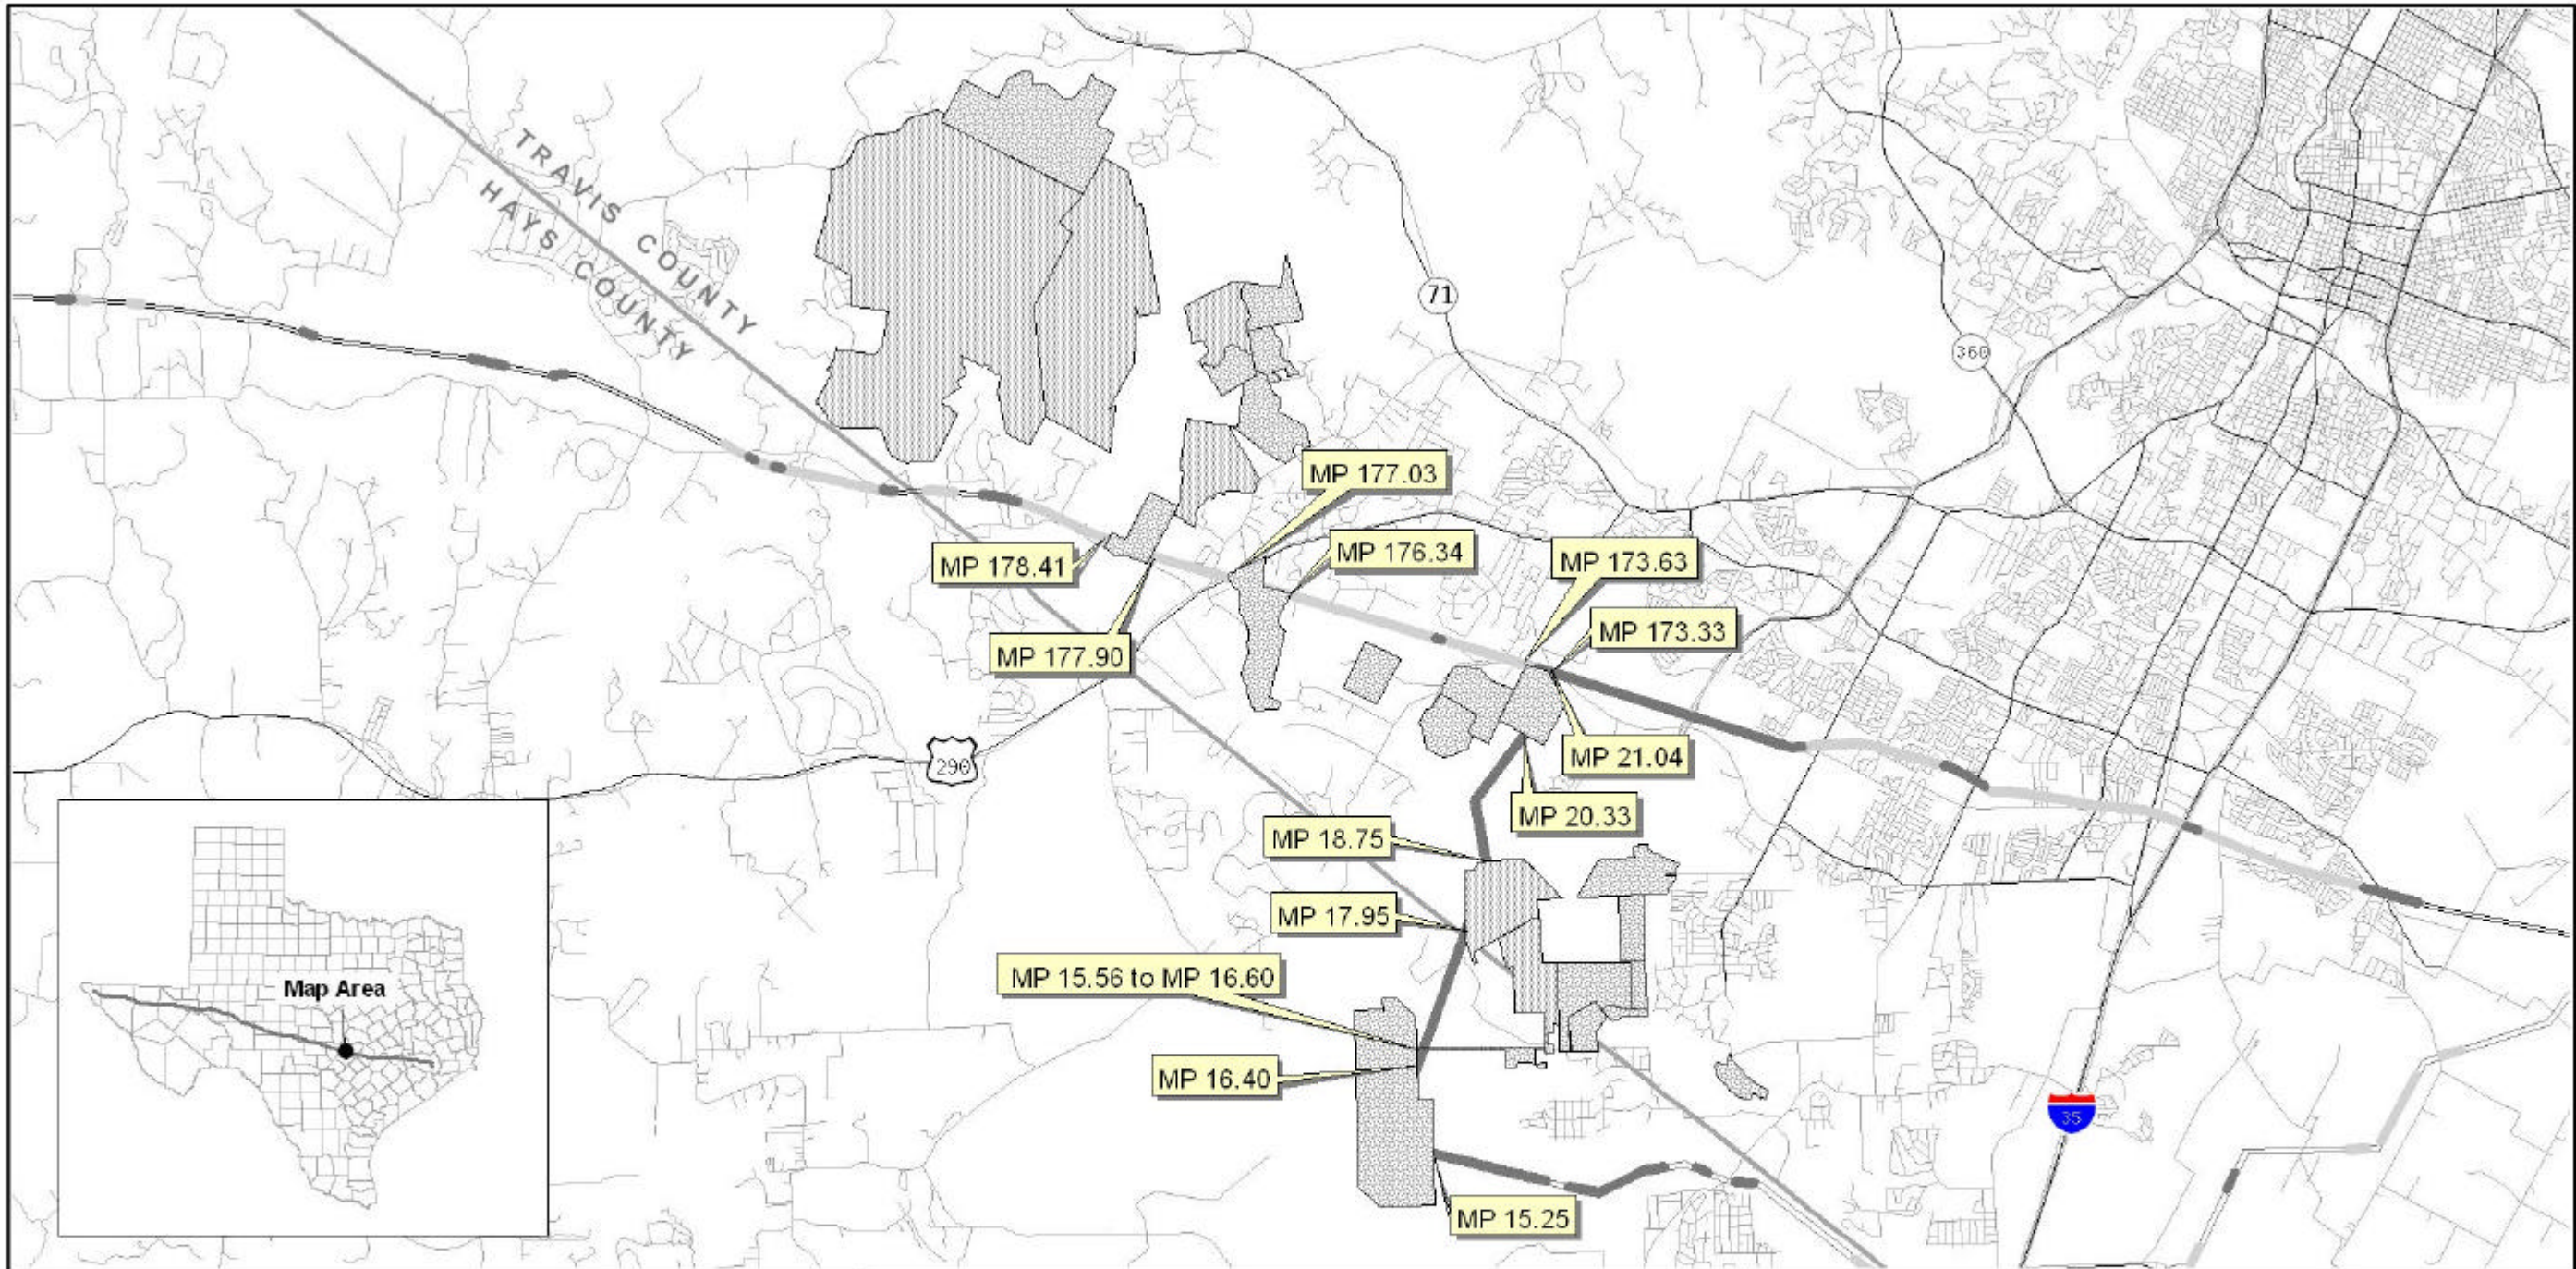 TRAVIS COUNTY
HAYS COUNTY
71
360
MP 177.03
MP 176.34
MP 178.41
MP 173.63
MP 173.33
MP 177.90
MP 21.04
290
MP 20.33
MP 18.75
MP 17.95
MP 15.56 to MP 16.60
Map Area
MP 16.40
35
MP 15.25